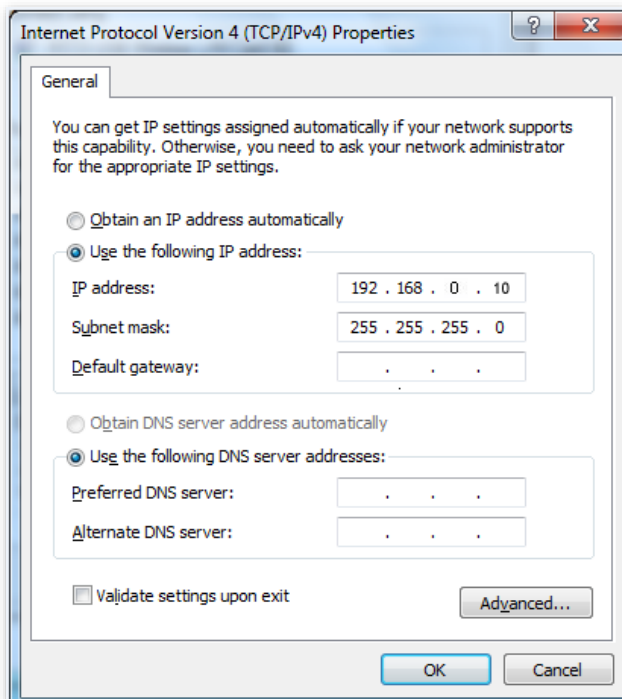 Internet Protocol Version 4 (TCP/IPv4) Properties
General
You can get IP settings assigned automatically if your network supports
this capability. Otherwise, you need to ask your network administrator
for the appropriate IP settings.
Obtain an IP address automatically
Use the following IP address:
IP address: 192 . 168 . 0 . 10
Subnet mask: 255 . 255 . 255 . 0
Default gateway: . . .
Obtain DNS server address automatically
Use the following DNS server addresses:
Preferred DNS server: . . .
Alternate DNS server: . . .
Validate settings upon exit
Advanced...
OK Cancel